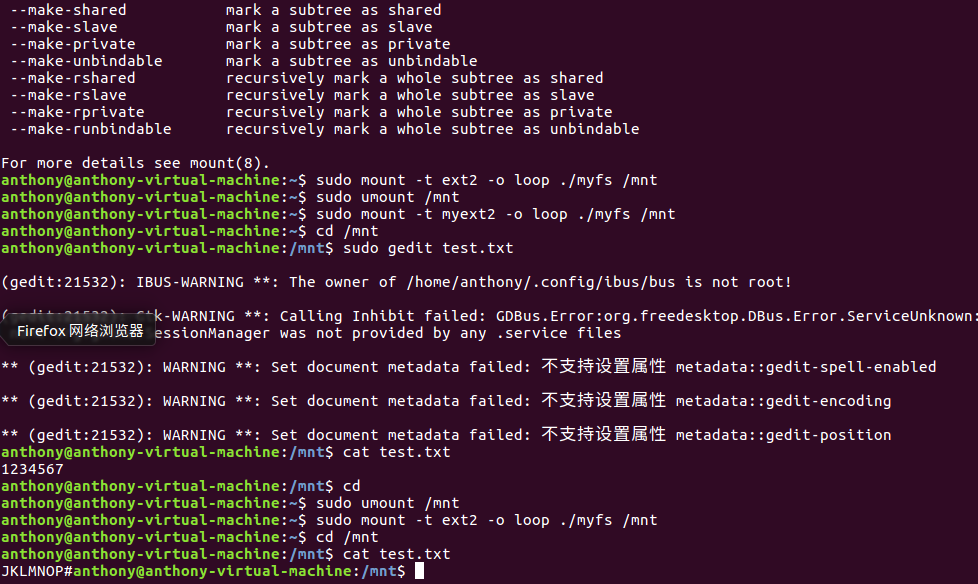 --make-shared           mark a subtree as shared
--make-slave            mark a subtree as slave
--make-private          mark a subtree as private
--make-unbindable       mark a subtree as unbindable
--make-rshared          recursively mark a whole subtree as shared
--make-rslave           recursively mark a whole subtree as slave
--make-rprivate         recursively mark a whole subtree as private
--make-runbindable      recursively mark a whole subtree as unbindable
For more details see mount(8).
anthony@anthony-virtual-machine:~$ sudo mount -t ext2 -o loop ./myfs /mnt
anthony@anthony-virtual-machine:~$ sudo umount /mnt
anthony@anthony-virtual-machine:~$ sudo mount -t myext2 -o loop ./myfs /mnt
anthony@anthony-virtual-machine:~$ cd /mnt
anthony@anthony-virtual-machine:/mnt$ sudo gedit test.txt
(gedit:21532): IBUS-WARNING **: The owner of /home/anthony/.config/ibus/bus is not root!
(gedit:21532): Gtk-WARNING **: Calling Inhibit failed: GDBus.Error:org.freedesktop.DBus.Error.ServiceUnknown:
Firefox 网络浏览器
essionManager was not provided by any .service files
** (gedit:21532): WARNING **: Set document metadata failed: 不支持设置属性 metadata::gedit-spell-enabled
** (gedit:21532): WARNING **: Set document metadata failed: 不支持设置属性 metadata::gedit-encoding
** (gedit:21532): WARNING **: Set document metadata failed: 不支持设置属性 metadata::gedit-position
anthony@anthony-virtual-machine:/mnt$ cat test.txt
1234567
anthony@anthony-virtual-machine:/mnt$ cd
anthony@anthony-virtual-machine:~$ sudo umount /mnt
anthony@anthony-virtual-machine:~$ sudo mount -t ext2 -o loop ./myfs /mnt
anthony@anthony-virtual-machine:~$ cd /mnt
anthony@anthony-virtual-machine:/mnt$ cat test.txt
JKLMNOP#anthony@anthony-virtual-machine:/mnt$